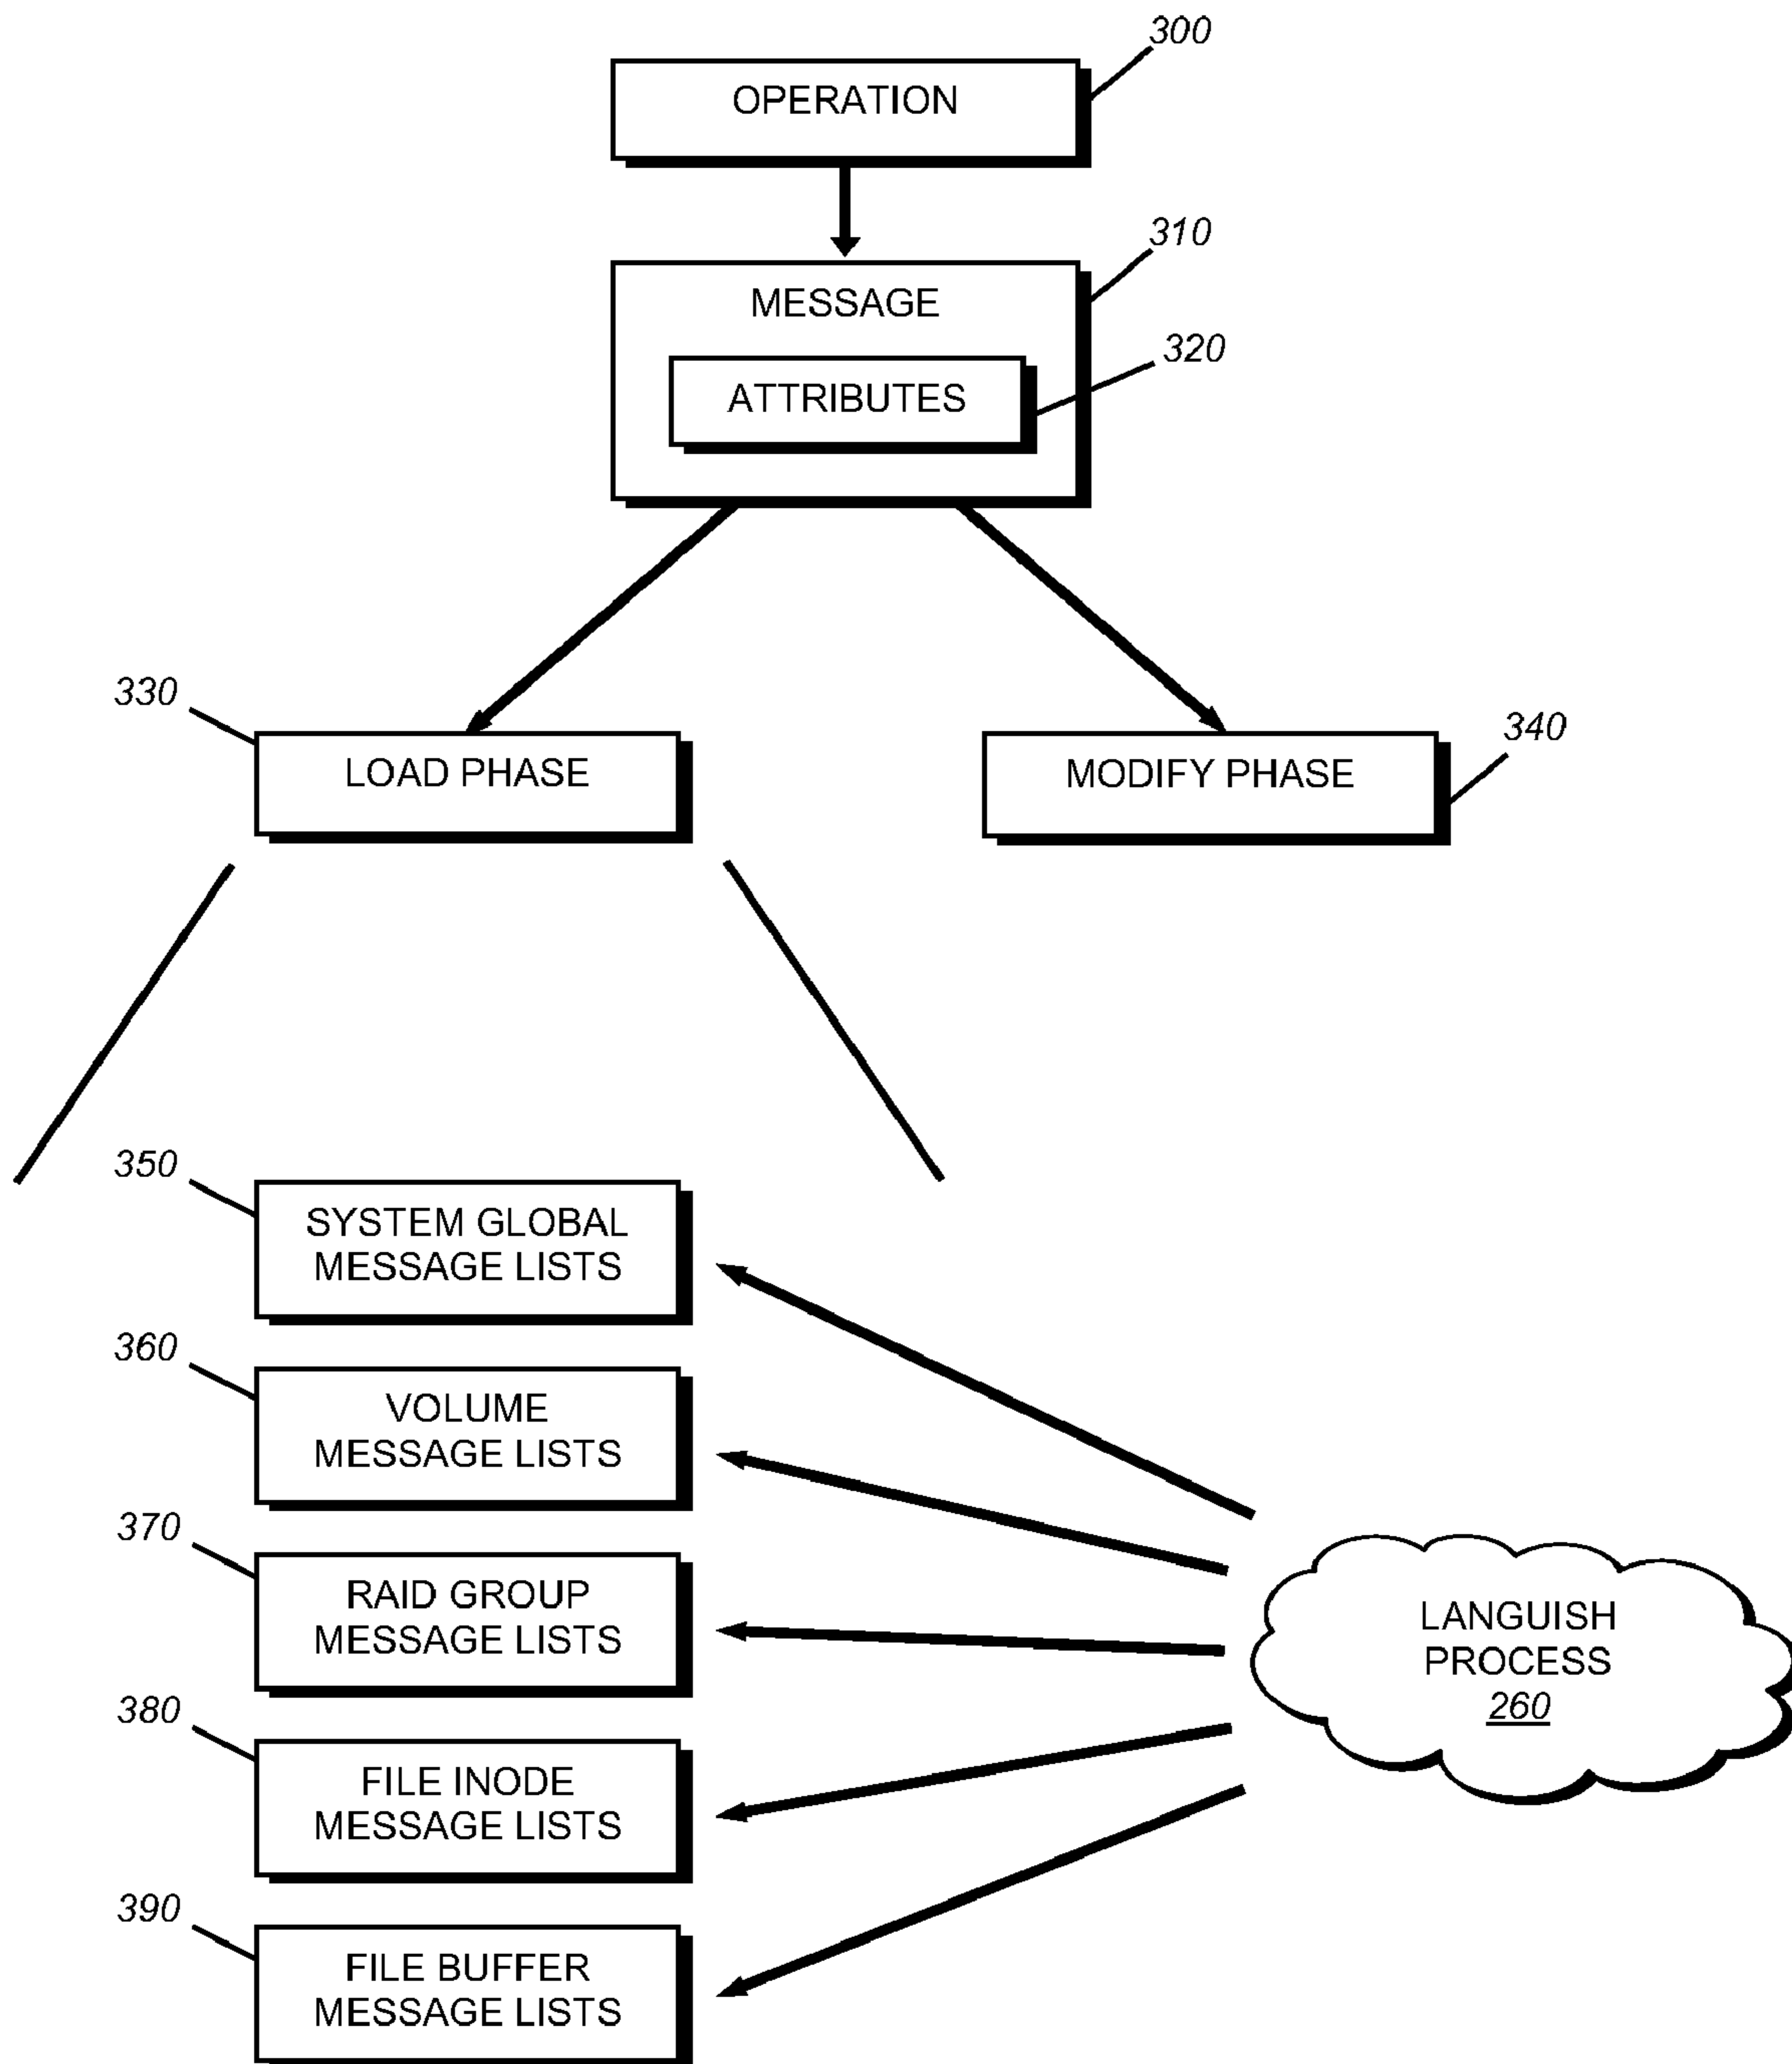 300
OPERATION
310
MESSAGE
320
ATTRIBUTES
330
LOAD PHASE
340
MODIFY PHASE
350
SYSTEM GLOBAL
MESSAGE LISTS
360
VOLUME
MESSAGE LISTS
370
RAID GROUP
MESSAGE LISTS
LANGUISH
PROCESS
260
380
FILE INODE
MESSAGE LISTS
390
FILE BUFFER
MESSAGE LISTS